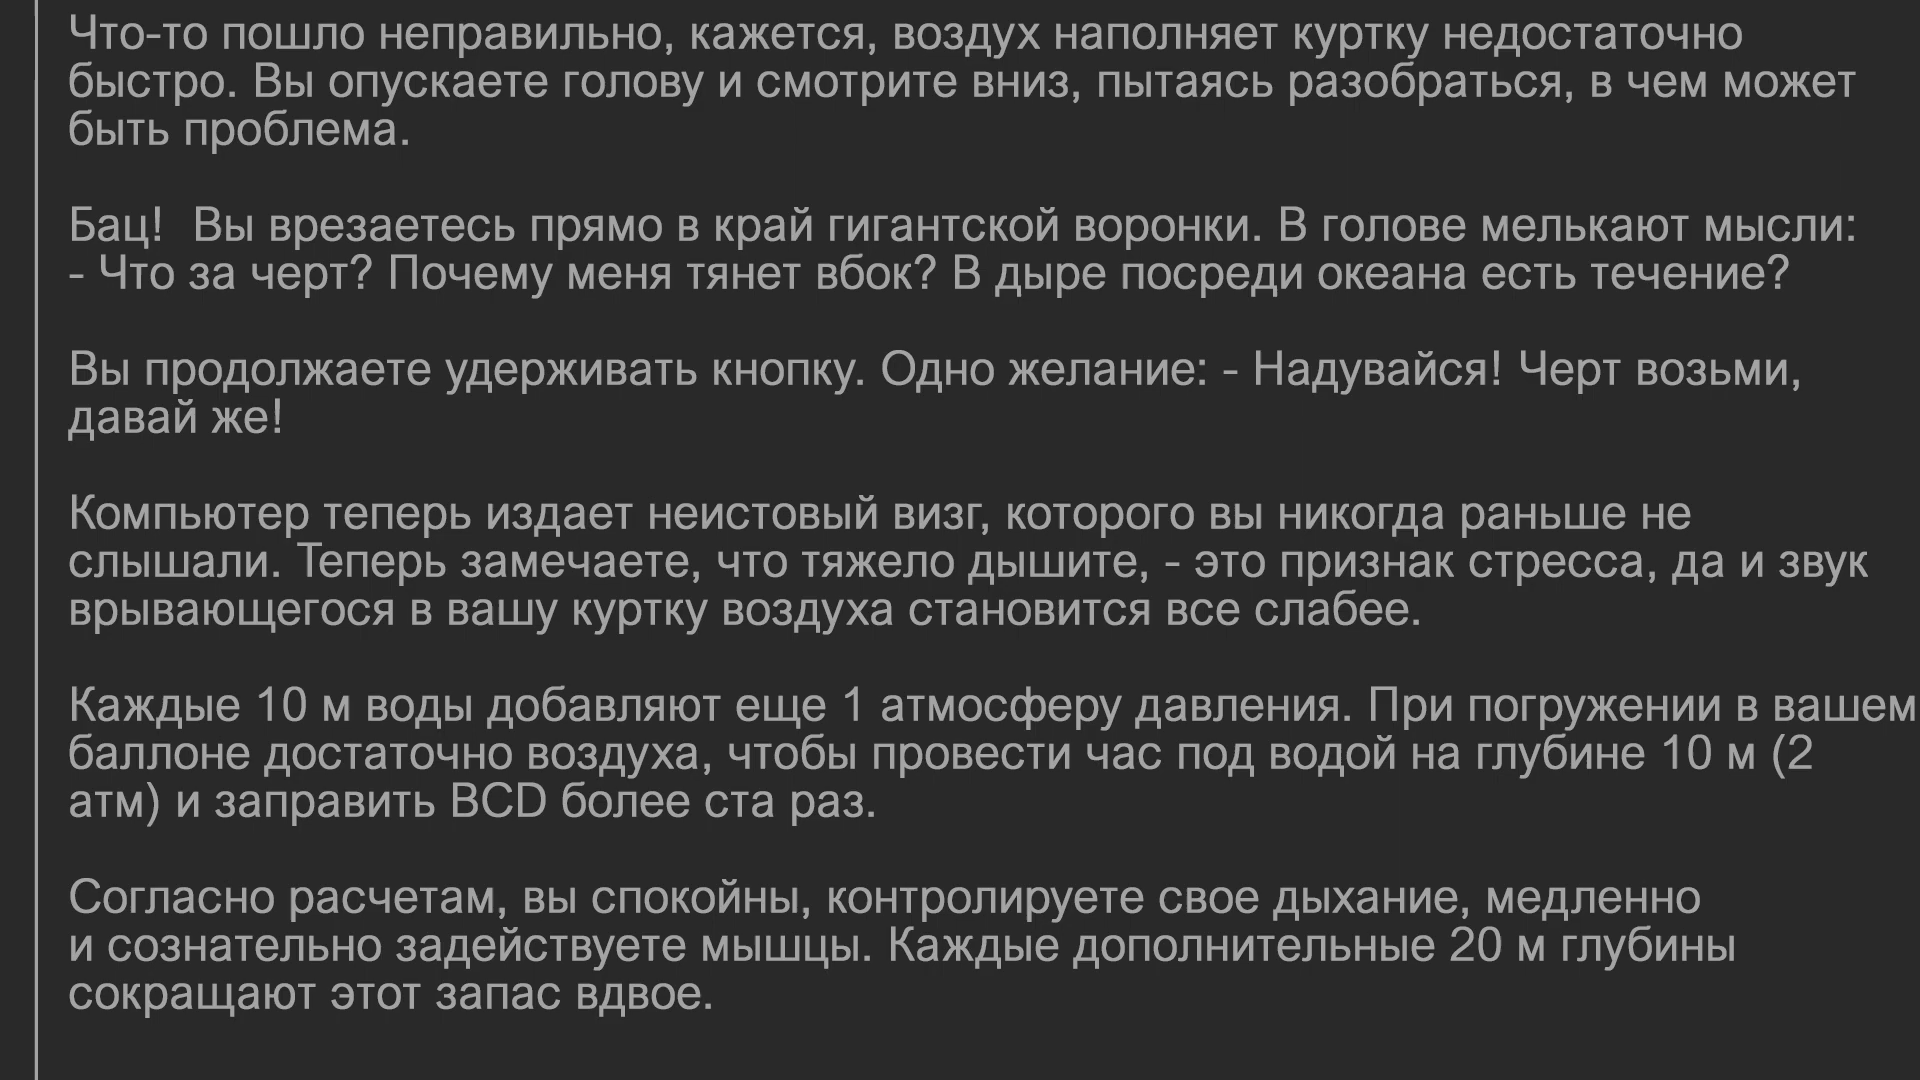 Что-то пошло неправильно, кажется, воздух наполняет куртку недостаточно
быстро. Вы опускаете голову и смотрите вниз, пытаясь разобраться, в чем может
быть проблема.
Бац!  Вы врезаетесь прямо в край гигантской воронки. В голове мелькают мысли:
- Что за черт? Почему меня тянет вбок? В дыре посреди океана есть течение?
Вы продолжаете удерживать кнопку. Одно желание: - Надувайся! Черт возьми,
давай же!
Компьютер теперь издает неистовый визг, которого вы никогда раньше не
слышали. Теперь замечаете, что тяжело дышите, - это признак стресса, да и звук
врывающегося в вашу куртку воздуха становится все слабее.
Каждые 10 м воды добавляют еще 1 атмосферу давления. При погружении в вашем
баллоне достаточно воздуха, чтобы провести час под водой на глубине 10 м (2
атм) и заправить BCD более ста раз.
Согласно расчетам, вы спокойны, контролируете свое дыхание, медленно
и сознательно задействуете мышцы. Каждые дополнительные 20 м глубины
сокращают этот запас вдвое.